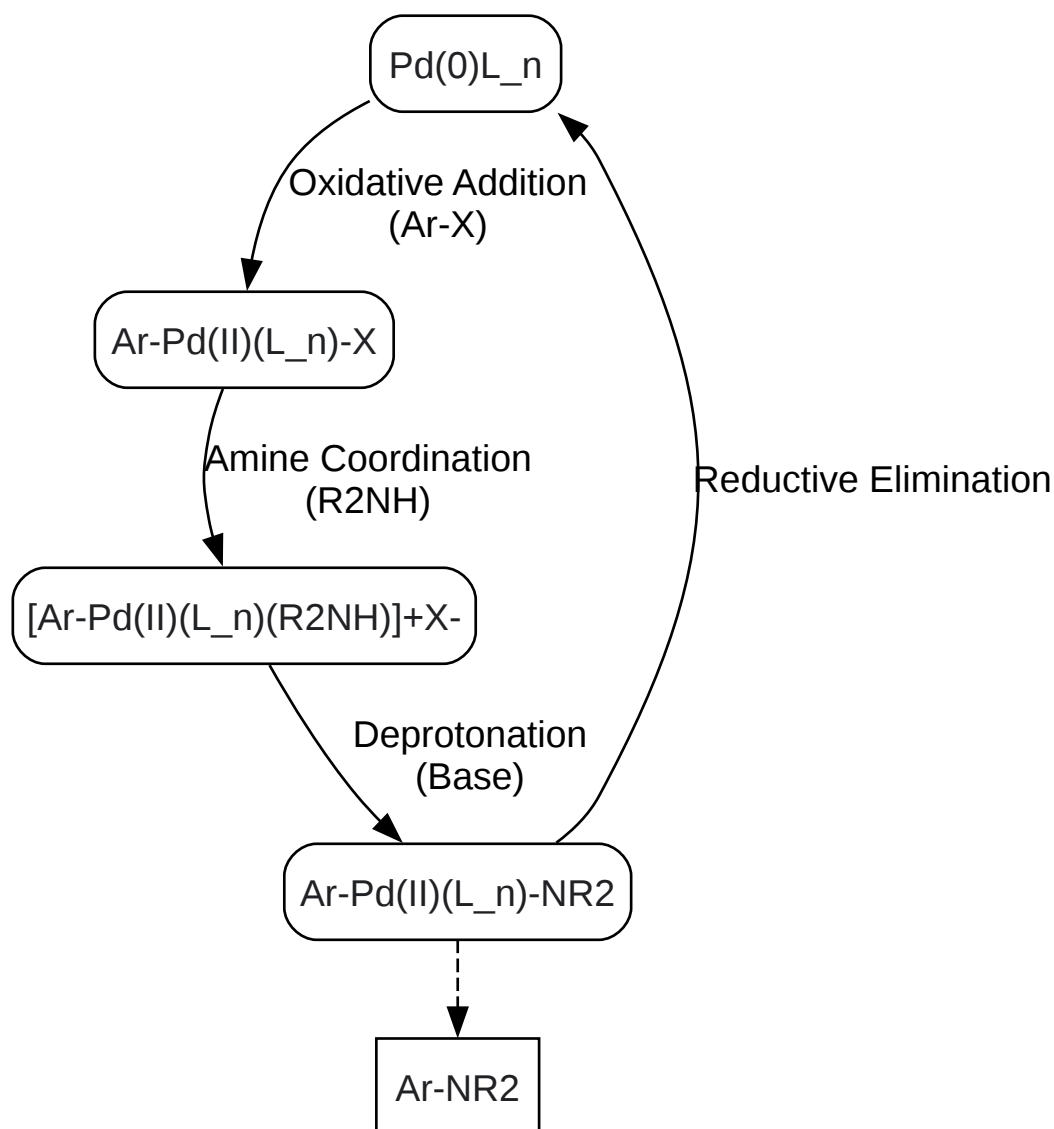 Pd(0)L_n
Oxidative Addition
(Ar-X)
Ar-Pd(II)(L_n)-X
Amine Coordination
(R2NH)
Reductive Elimination
[Ar-Pd(II)(L_n)(R2NH)]+X-
Deprotonation
(Base)
Ar-Pd(II)(L_n)-NR2
Ar-NR2